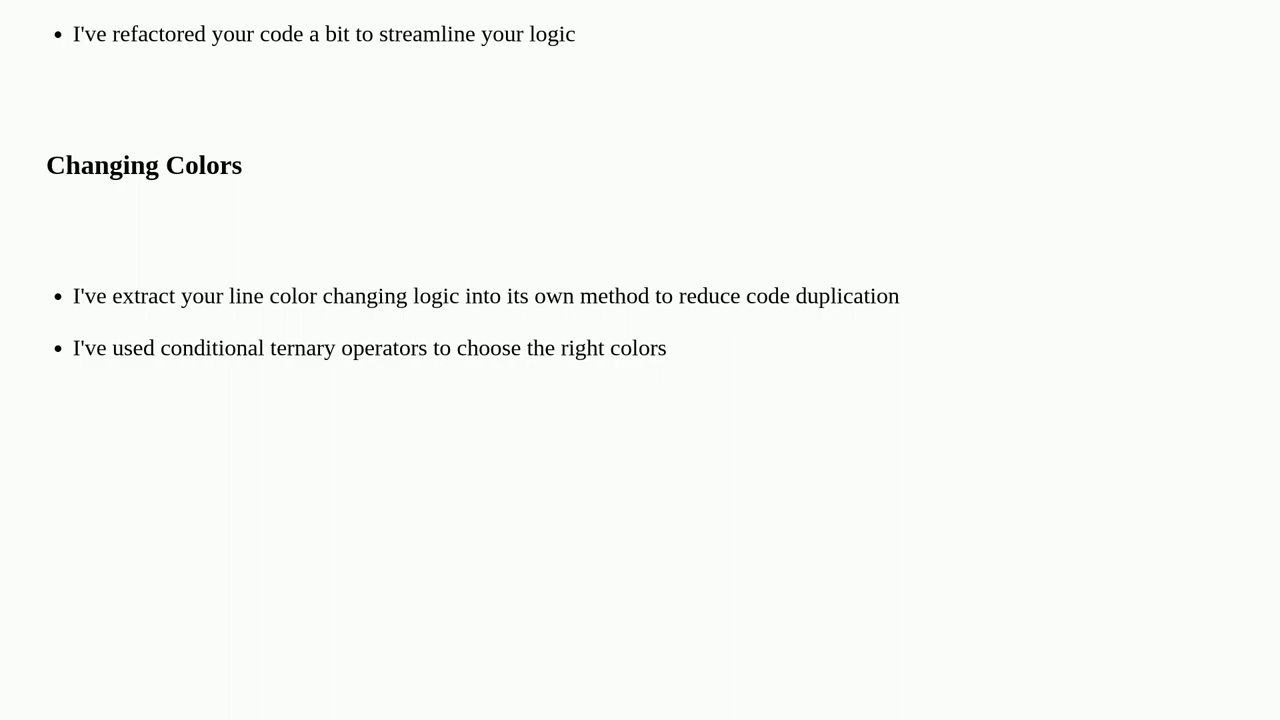 • I've refactored your code a bit to streamline your logic
Changing Colors
• I've extract your line color changing logic into its own method to reduce code duplication
• I've used conditional ternary operators to choose the right colors